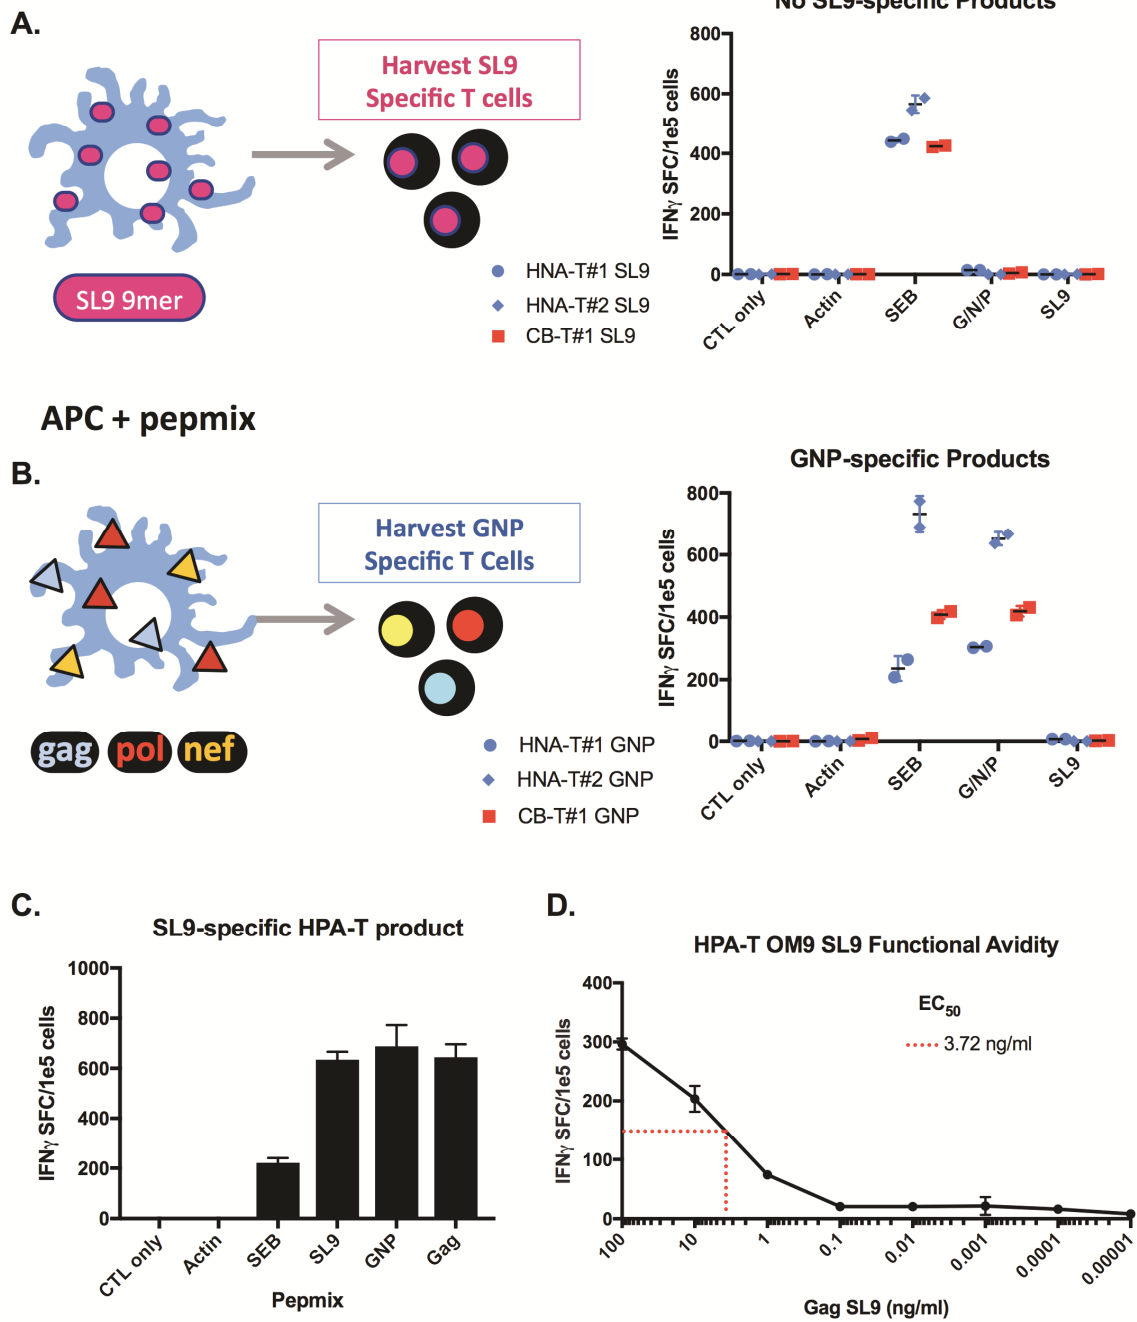 A.
No SL9-specific Products
Harvest SL9
Specific T cells
SL9 9mer
HNA-T#1 SL9
HNA-T#2 SL9
CB-T#1 SL9
IFNγ SFC/1e5 cells
800
600
400
200
0
CTL only
Actin
SEB
G/N/P
SL9
APC + pepmix
B.
GNP-specific Products
Harvest GNP
Specific T Cells
gag pol nef
HNA-T#1 GNP
HNA-T#2 GNP
CB-T#1 GNP
IFNγ SFC/1e5 cells
800
600
400
200
0
CTL only
Actin
SEB
G/N/P
SL9
C.
SL9-specific HPA-T product
IFNγ SFC/1e5 cells
1000
800
600
400
200
0
CTL only
Actin
SEB
SL9
GNP
Gag
Pepmix
D.
HPA-T OM9 SL9 Functional Avidity
EC50
3.72 ng/ml
IFNγ SFC/1e5 cells
400
300
200
100
0
100
10
1
0.1
0.01
0.001
0.0001
0.00001
Gag SL9 (ng/ml)